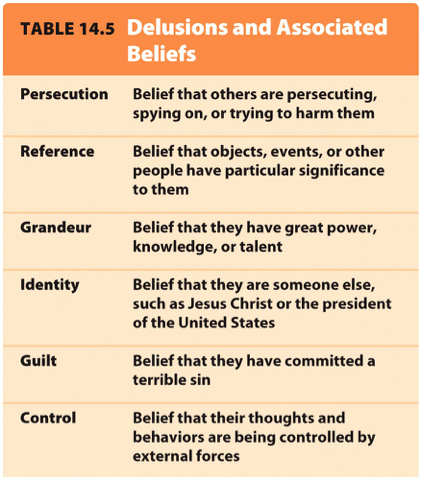 TABLE 14.5 Delusions and Associated
Beliefs
Persecution Belief that others are persecuting,
spying on, or trying to harm them
Reference Belief that objects, events, or other
people have particular significance
to them
Grandeur Belief that they have great power,
knowledge, or talent
Identity Belief that they are someone else,
such as Jesus Christ or the president
of the United States
Guilt Belief that they have committed a
terrible sin
Control Belief that their thoughts and
behaviors are being controlled by
external forces